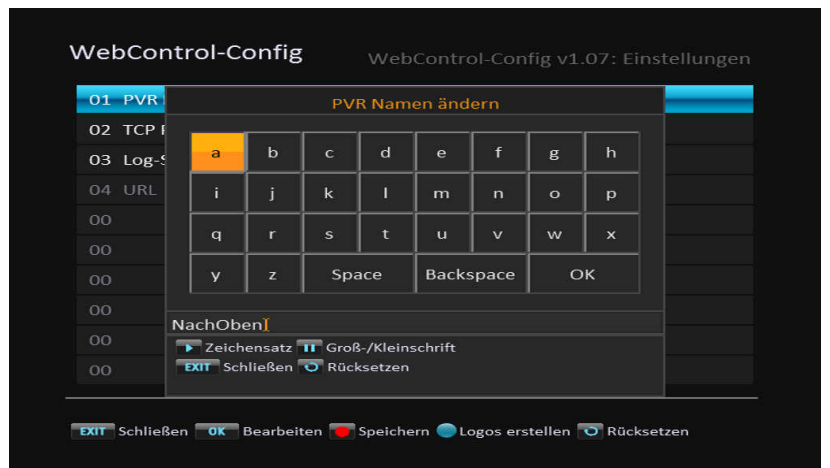 WebControl-Config
WebControl-Config v1.07: Einstellungen
01 PVR
PVR Namen ändern
02 TCP
03 Log-S
04 URL
00
00
00
00
00
00
a b c d e f g h
i j k l m n o p
q r s t u v w x
y z Space Backspace OK
NachOben
Zeichensatz Groß-/Kleinschrift
EXIT Schließen Rücksetzen
EXIT Schließen OK Bearbeiten Speichern Logos erstellen Rücksetzen